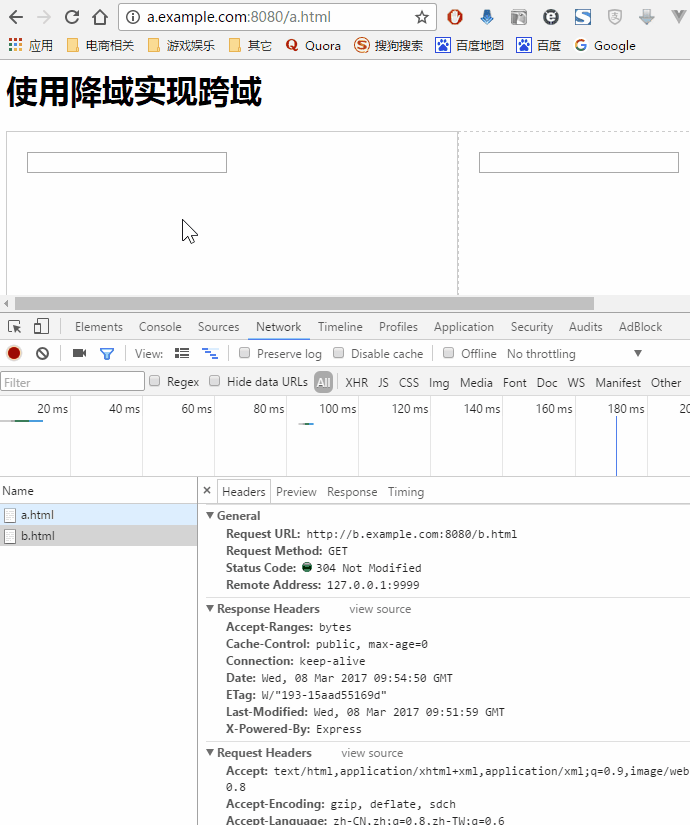 a.example.com:8080/a.html
应用 电商相关 游戏娱乐 其它 Quora 搜狗搜索 百度地图 百度 Google
使用降域实现跨域
Elements Console Sources Network Timeline Profiles Application Security Audits AdBlock
View: Preserve log Disable cache Offline No throttling
Filter Regex Hide data URLs All XHR JS CSS Img Media Font Doc WS Manifest Other
20 ms 40 ms 60 ms 80 ms 100 ms 120 ms 140 ms 160 ms 180 ms 20
Name × Headers Preview Response Timing
a.html
b.html
General
Request URL: http://b.example.com:8080/b.html
Request Method: GET
Status Code: 304 Not Modified
Remote Address: 127.0.0.1:9999
Response Headers view source
Accept-Ranges: bytes
Cache-Control: public, max-age=0
Connection: keep-alive
Date: Wed, 08 Mar 2017 09:54:50 GMT
ETag: W/"193-15aad55169d"
Last-Modified: Wed, 08 Mar 2017 09:51:59 GMT
X-Powered-By: Express
Request Headers view source
Accept: text/html,application/xhtml+xml,application/xml;q=0.9,image/web
0.8
Accept-Encoding: gzip, deflate, sdch
Accept-Language: zh-CN,zh;q=0.8,zh-TW;q=0.6